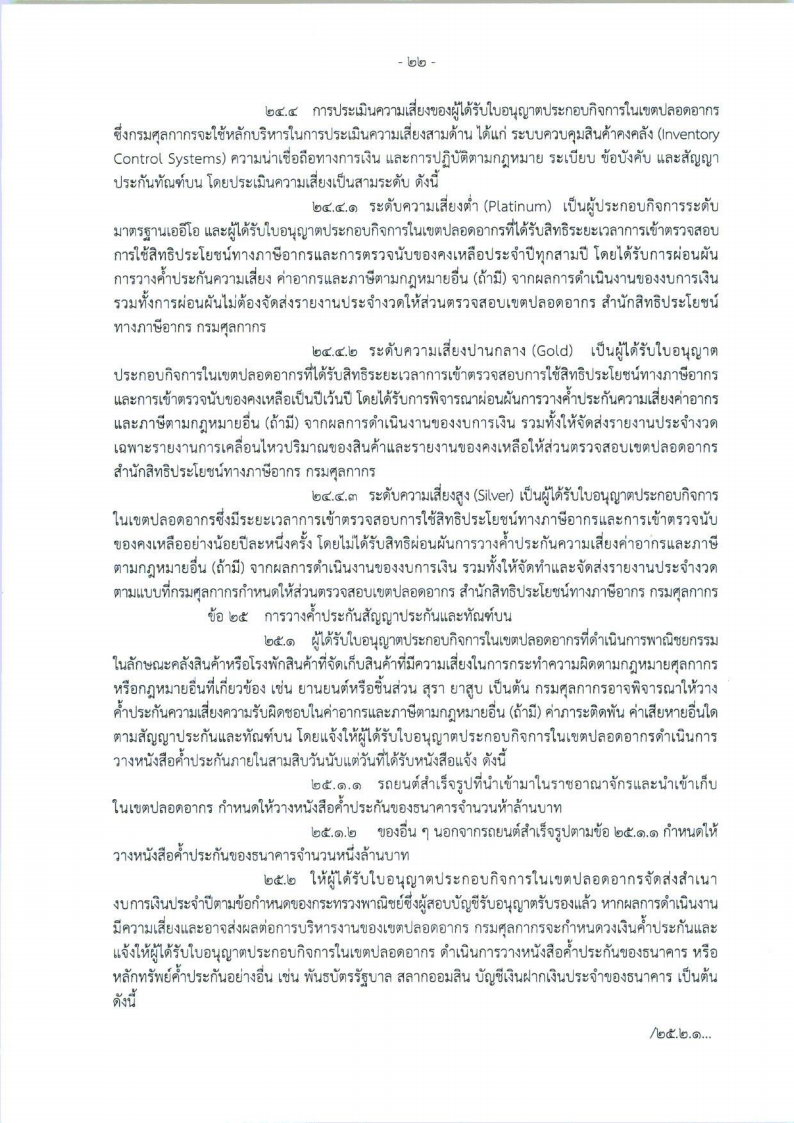 - ๒๒ -
๒๔.๔ การประเมินความเสี่ยงของผู้ได้รับใบอนุญาตประกอบกิจการในเขตปลอดอากร
ซึ่งกรมศุลกากรจะใช้หลักบริหารในการประเมินความเสี่ยงสามด้าน ได้แก่ ระบบควบคุมสินค้าคงคลัง (Inventory
Control Systems) ความน่าเชื่อถือทางการเงิน และการปฏิบัติตามกฎหมาย ระเบียบ ข้อบังคับ และสัญญา
ประกันทัณฑ์บน โดยประเมินความเสี่ยงเป็นสามระดับ ดังนี้
๒๔.๔.๑ ระดับความเสี่ยงต่ำ (Platinum) เป็นผู้ประกอบกิจการระดับ
มาตรฐานเออีโอ และผู้ได้รับใบอนุญาตประกอบกิจการในเขตปลอดอากรที่ได้รับสิทธิระยะเวลาการเข้าตรวจสอบ
การใช้สิทธิประโยชน์ทางภาษีอากรและการตรวจนับของคงเหลือประจำปีทุกสามปี โดยได้รับการผ่อนผัน
การวางค้ำประกันความเสี่ยง ค่าอากรและภาษีตามกฎหมายอื่น (ถ้ามี) จากผลการดำเนินงานของงบการเงิน
รวมทั้งการผ่อนผันไม่ต้องจัดส่งรายงานประจำงวดให้ส่วนตรวจสอบเขตปลอดอากร สำนักสิทธิประโยชน์
ทางภาษีอากร กรมศุลกากร
๒๔.๔.๒ ระดับความเสี่ยงปานกลาง (Gold) เป็นผู้ได้รับใบอนุญาต
ประกอบกิจการในเขตปลอดอากรที่ได้รับสิทธิระยะเวลาการเข้าตรวจสอบการใช้สิทธิประโยชน์ทางภาษีอากร
และการเข้าตรวจนับของคงเหลือเป็นปีเว้นปี โดยได้รับการพิจารณาผ่อนผันการวางค้ำประกันความเสี่ยงค่าอากร
และภาษีตามกฎหมายอื่น (ถ้ามี) จากผลการดำเนินงานของงบการเงิน รวมทั้งให้จัดส่งรายงานประจำงวด
เฉพาะรายงานการเคลื่อนไหวปริมาณของสินค้าและรายงานของคงเหลือให้ส่วนตรวจสอบเขตปลอดอากร
สำนักสิทธิประโยชน์ทางภาษีอากร กรมศุลกากร
๒๔.๔.๓ ระดับความเสี่ยงสูง (Silver) เป็นผู้ได้รับใบอนุญาตประกอบกิจการ
ในเขตปลอดอากรซึ่งมีระยะเวลาการเข้าตรวจสอบการใช้สิทธิประโยชน์ทางภาษีอากรและการเข้าตรวจนับ
ของคงเหลืออย่างน้อยปีละหนึ่งครั้ง โดยไม่ได้รับสิทธิผ่อนผันการวางค้ำประกันความเสี่ยงค่าอากรและภาษี
ตามกฎหมายอื่น (ถ้ามี) จากผลการดำเนินงานของงบการเงิน รวมทั้งให้จัดทำและจัดส่งรายงานประจำงวด
ตามแบบที่กรมศุลกากรกำหนดให้ส่วนตรวจสอบเขตปลอดอากร สำนักสิทธิประโยชน์ทางภาษีอากร กรมศุลกากร
ข้อ ๒๕ การวางค้ำประกันสัญญาประกันและทัณฑ์บน
๒๕.๑ ผู้ได้รับใบอนุญาตประกอบกิจการในเขตปลอดอากรที่ดำเนินการพาณิชยกรรม
ในลักษณะคลังสินค้าหรือโรงพักสินค้าที่จัดเก็บสินค้าที่มีความเสี่ยงในการกระทำความผิดตามกฎหมายศุลกากร
หรือกฎหมายอื่นที่เกี่ยวข้อง เช่น ยานยนต์หรือชิ้นส่วน สุรา ยาสูบ เป็นต้น กรมศุลกากรอาจพิจารณาให้วาง
ค้ำประกันความเสี่ยงความรับผิดชอบในค่าอากรและภาษีตามกฎหมายอื่น (ถ้ามี) ค่าภาระติดพัน ค่าเสียหายอื่นใด
ตามสัญญาประกันและทัณฑ์บน โดยแจ้งให้ผู้ได้รับใบอนุญาตประกอบกิจการในเขตปลอดอากรดำเนินการ
วางหนังสือค้ำประกันภายในสามสิบวันนับแต่วันที่ได้รับหนังสือแจ้ง ดังนี้
๒๕.๑.๑ รถยนต์สำเร็จรูปที่นำเข้ามาในราชอาณาจักรและนำเข้าเก็บ
ในเขตปลอดอากร กำหนดให้วางหนังสือค้ำประกันของธนาคารจำนวนห้าล้านบาท
๒๕.๑.๒ ของอื่น ๆ นอกจากรถยนต์สำเร็จรูปตามข้อ ๒๕.๑.๑ กำหนดให้
วางหนังสือค้ำประกันของธนาคารจำนวนหนึ่งล้านบาท
๒๕.๒ ให้ผู้ได้รับใบอนุญาตประกอบกิจการในเขตปลอดอากรจัดส่งสำเนา
งบการเงินประจำปีตามข้อกำหนดของกระทรวงพาณิชย์ซึ่งผู้สอบบัญชีรับอนุญาตรับรองแล้ว หากผลการดำเนินงาน
มีความเสี่ยงและอาจส่งผลต่อการบริหารงานของเขตปลอดอากร กรมศุลกากรจะกำหนดวงเงินค้ำประกันและ
แจ้งให้ผู้ได้รับใบอนุญาตประกอบกิจการในเขตปลอดอากร ดำเนินการวางหนังสือค้ำประกันของธนาคาร หรือ
หลักทรัพย์ค้ำประกันอย่างอื่น เช่น พันธบัตรรัฐบาล สลากออมสิน บัญชีเงินฝากเงินประจำของธนาคาร เป็นต้น
ดังนี้
/๒๕.๒.๑...